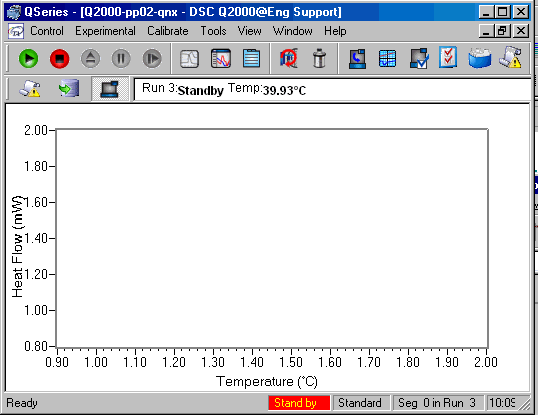 QSeries - [Q2000-pp02-qnx - DSC Q2000@Eng Support]
Control Experimental Calibrate Tools View Window Help
Run 3:Standby Temp:39.93°C
2.00
1.80
1.60
1.40
1.20
1.00
0.80
Heat Flow (mW)
0.90 1.00 1.10 1.20 1.30 1.40 1.50 1.60 1.70 1.80 1.90 2.00
Temperature (°C)
Ready Stand by Standard Seg 0 in Run 3 10:09